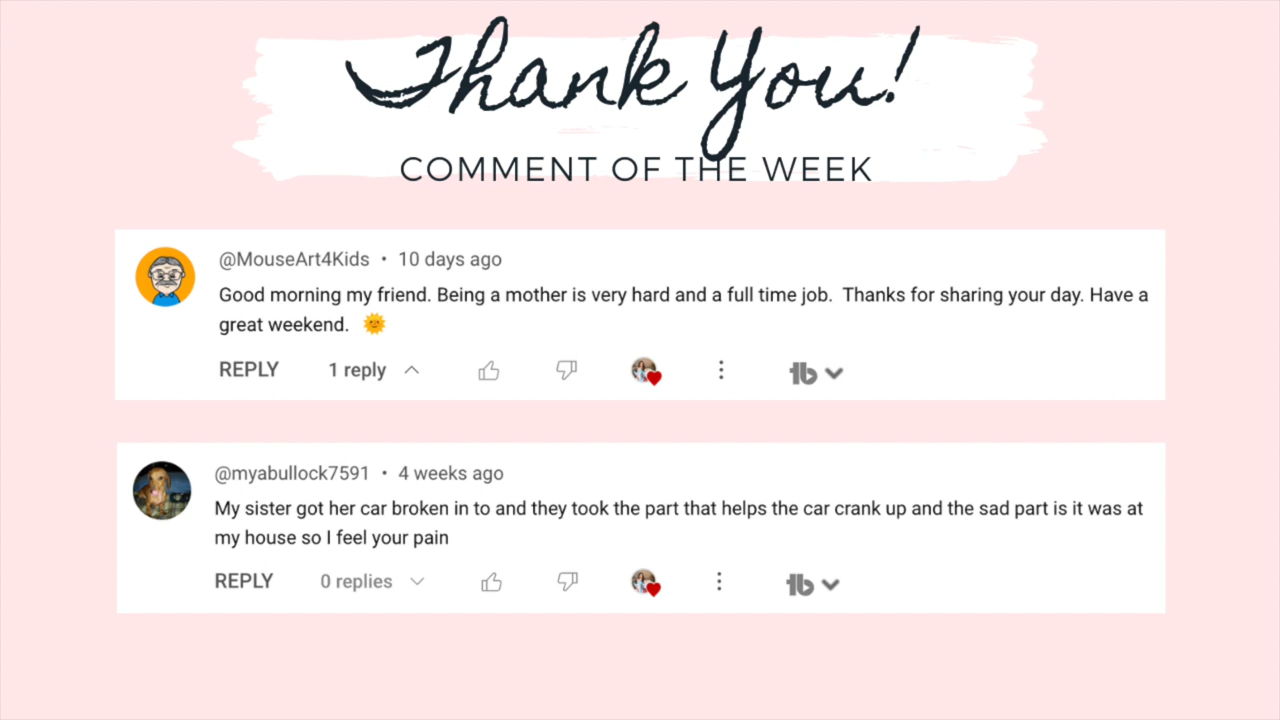 Thank You!
COMMENT OF THE WEEK
@MouseArt4Kids • 10 days ago
Good morning my friend. Being a mother is very hard and a full time job.  Thanks for sharing your day. Have a
great weekend. 🌞
REPLY 1 reply
tb
@myabullock7591 • 4 weeks ago
My sister got her car broken in to and they took the part that helps the car crank up and the sad part is it was at
my house so I feel your pain
REPLY 0 replies
tb